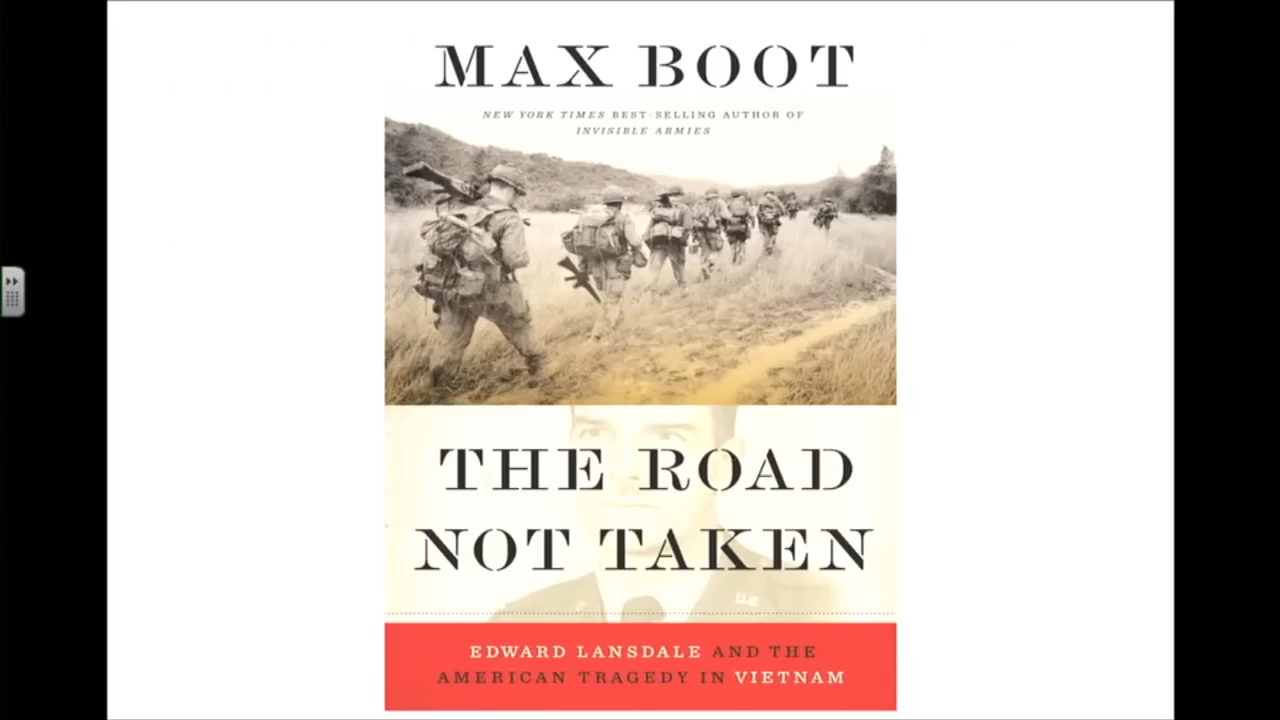 MAX BOOT
NEW YORK TIMES BEST-SELLING AUTHOR OF
INVISIBLE ARMIES
THE ROAD
NOT TAKEN
U.S.
EDWARD LANSDALE AND THE
AMERICAN TRAGEDY IN VIETNAM